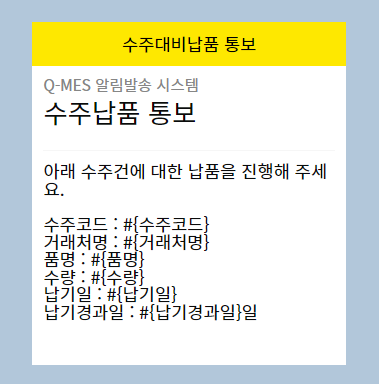 수주대비납품 통보
Q-MES 알림발송 시스템
수주납품 통보
아래 수주건에 대한 납품을 진행해 주세
요.
수주코드 : #{수주코드}
거래처명 : #{거래처명}
품명 : #{품명}
수량 : #{수량}
납기일 : #{납기일}
납기경과일 : #{납기경과일}일